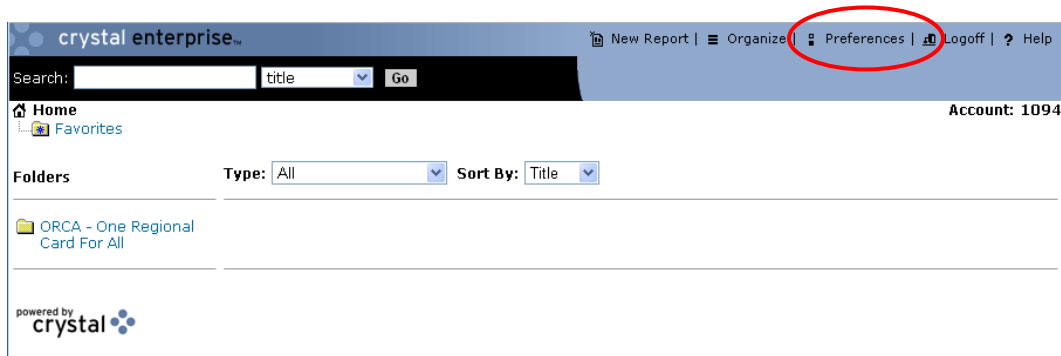 crystal enterprise™
New Report | Organize | Preferences | Logoff | ? Help
Search: title Go
Home
Account: 1094
Favorites
Folders
Type: All Sort By: Title
ORCA - One Regional
Card For All
powered by
crystal